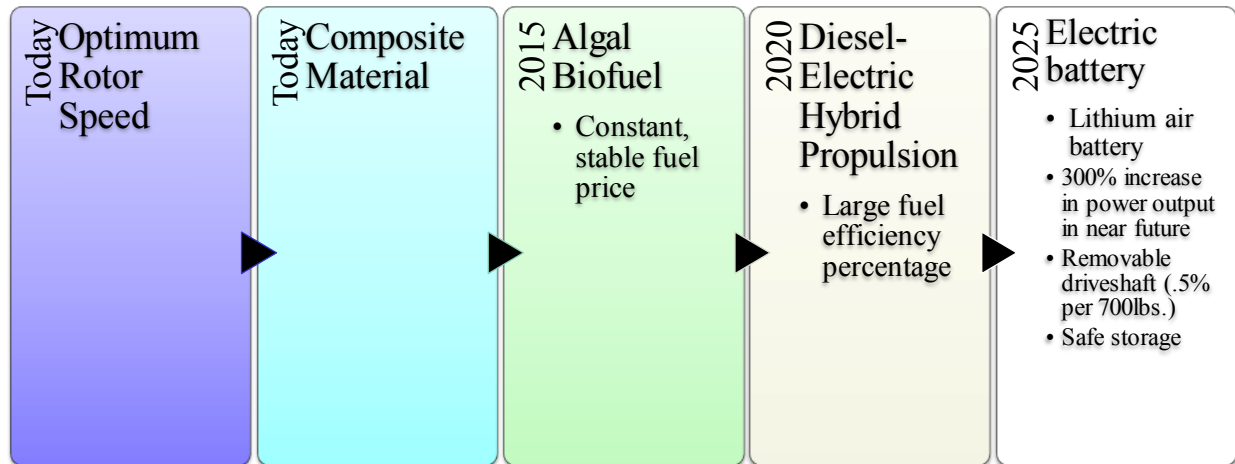 Today
Optimum
Rotor
Speed
Today
Composite
Material
2015
Algal
Biofuel
• Constant,
stable fuel
price
2020
Diesel-
Electric
Hybrid
Propulsion
• Large fuel
efficiency
percentage
2025
Electric
battery
• Lithium air
battery
• 300% increase
in power output
in near future
• Removable
driveshaft (.5%
per 700lbs.)
• Safe storage